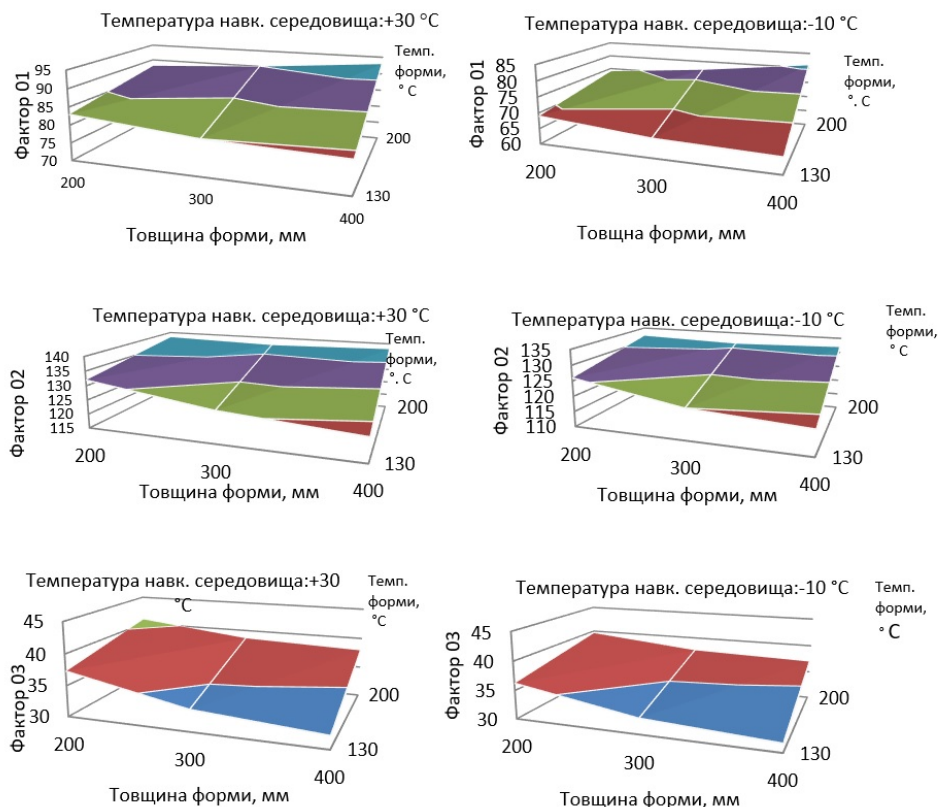 Температура навк. середовища:+30 °C
Темп.
форми,
° C
Фактор 01
95
90
85
80
75
70
200
300
400
130
200
Товщина форми, мм
Температура навк. середовища:-10 °C
Темп.
форми,
°. C
Фактор 01
85
80
75
70
65
60
200
300
400
130
200
Товщна форми, мм
Температура навк. середовища:+30 °C
Темп.
форми,
°. C
Фактор 02
140
135
130
125
120
115
200
300
400
130
200
Товщина форми, мм
Температура навк. середовища:-10 °C
Темп.
форми,
° C
Фактор 02
135
130
125
120
115
110
200
300
400
130
200
Товщина форми, мм
Температура навк. середовища:+30
°C
Темп.
форми,
°C
Фактор 03
45
40
35
30
200
300
400
130
200
Товщина форми, мм
Температура навк. середовища:-10 °C
Темп.
форми,
° C
Фактор 03
45
40
35
30
200
300
400
130
200
Товщина форми, мм